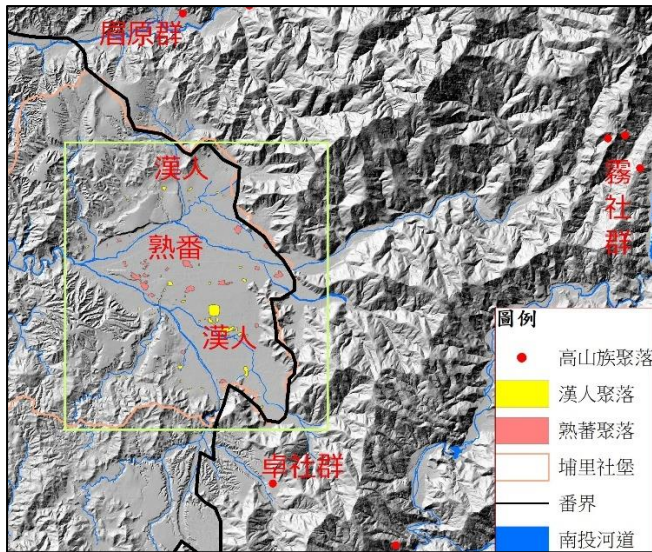 眉原群
漢人
霧社群
熟番
漢人
卓社群
圖例
高山族聚落
漢人聚落
熟蕃聚落
埔里社堡
番界
南投河道